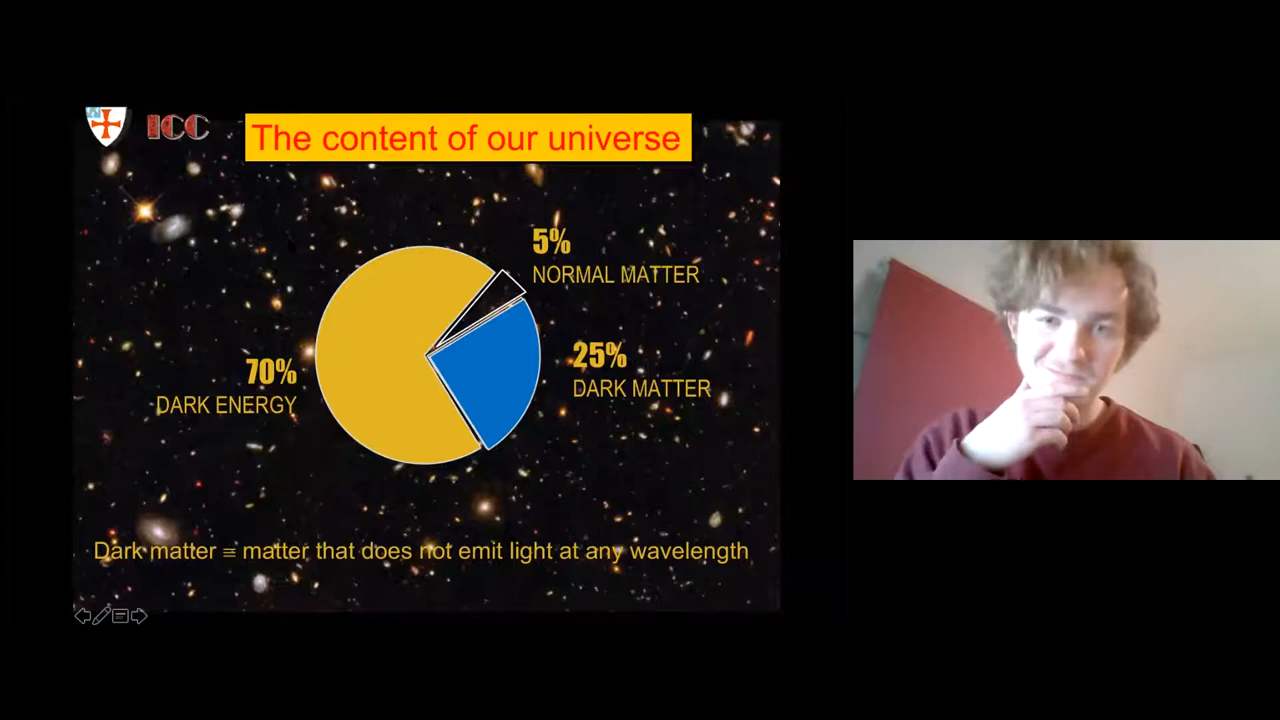 ICC
The content of our universe
5%
NORMAL MATTER
25%
DARK MATTER
70%
DARK ENERGY
Dark matter ≡ matter that does not emit light at any wavelength